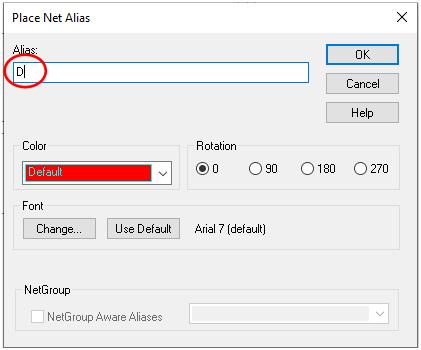 Place Net Alias
Alias:
D
OK
Cancel
Help
Color
Default
Rotation
0 90 180 270
Font
Change... Use Default Arial 7 (default)
NetGroup
NetGroup Aware Aliases